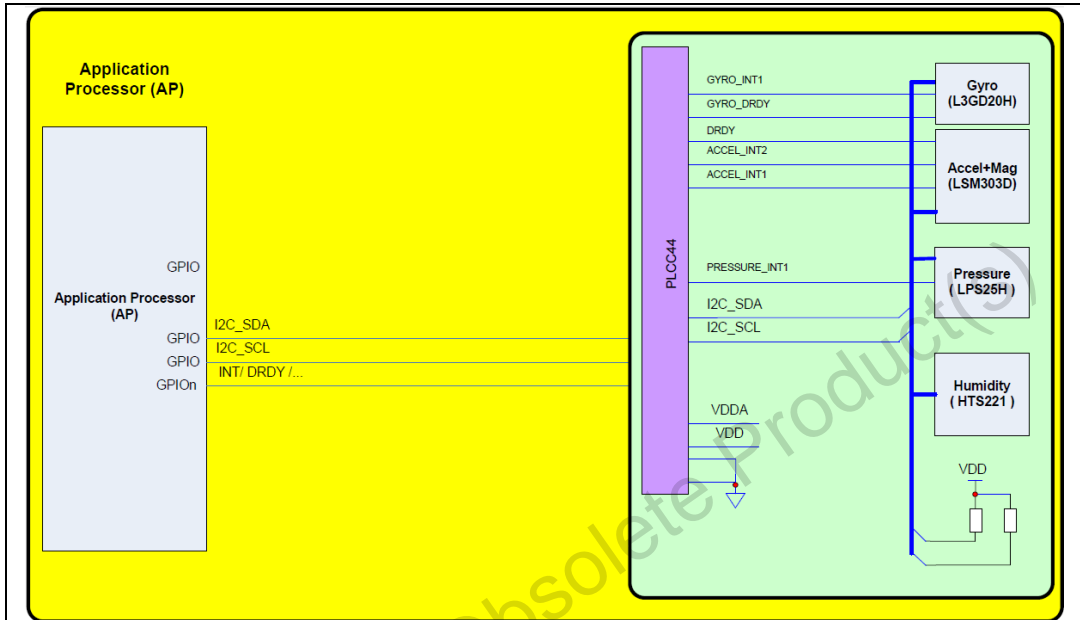 Application
Processor (AP)
GPIO
Application Processor
(AP)
GPIO
GPIO
GPIOn
I2C_SDA
I2C_SCL
INT/ DRDY /...
PLCC44
GYRO_INT1
GYRO_DRDY
DRDY
ACCEL_INT2
ACCEL_INT1
PRESSURE_INT1
I2C_SDA
I2C_SCL
VDDA
VDD
Gyro
(L3GD20H)
Accel+Mag
(LSM303D)
Pressure
( LPS25H )
Humidity
( HTS221 )
VDD
Obsolete Product(s)